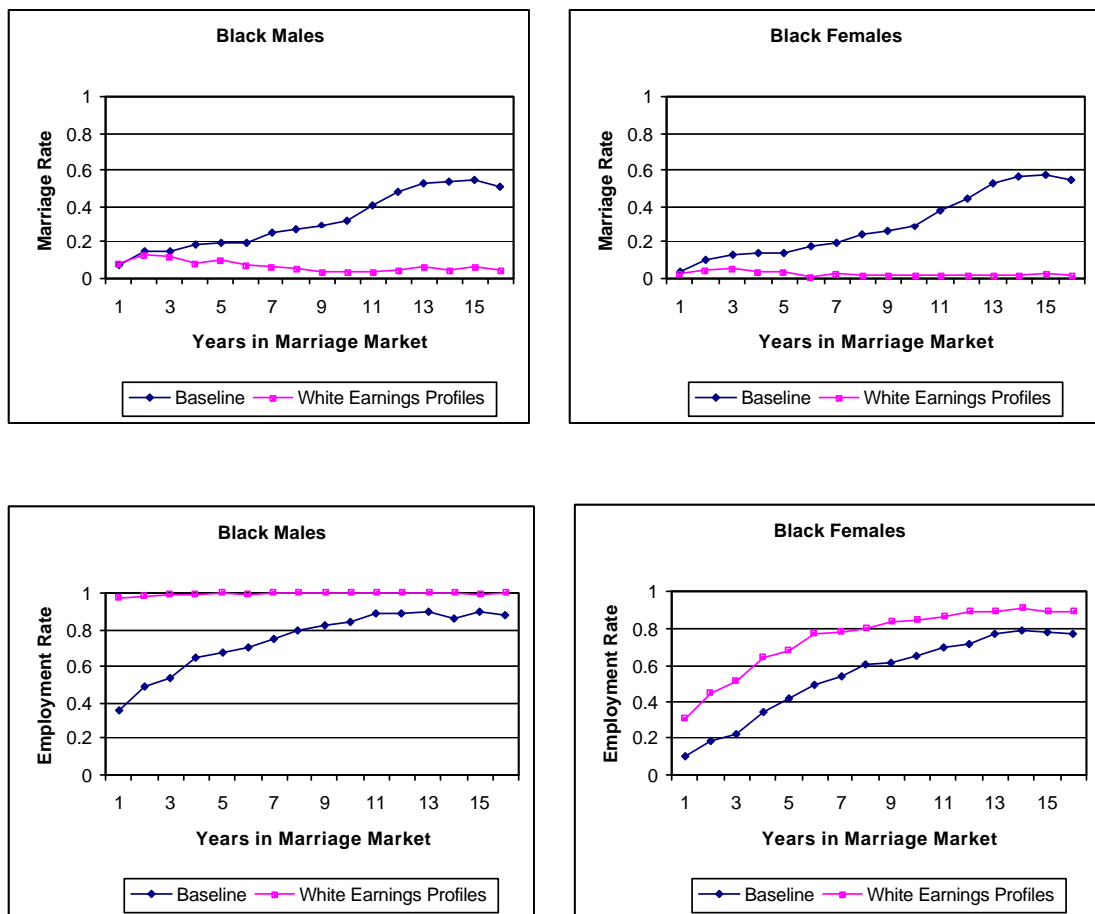 Black Males
Marriage Rate
1
0.8
0.6
0.4
0.2
0
1 3 5 7 9 11 13 15
Years in Marriage Market
Baseline White Earnings Profiles
Black Females
Marriage Rate
1
0.8
0.6
0.4
0.2
0
1 3 5 7 9 11 13 15
Years in Marriage Market
Baseline White Earnings Profiles
Black Males
Employment Rate
1
0.8
0.6
0.4
0.2
0
1 3 5 7 9 11 13 15
Years in Marriage Market
Baseline White Earnings Profiles
Black Females
Employment Rate
1
0.8
0.6
0.4
0.2
0
1 3 5 7 9 11 13 15
Years in Marriage Market
Baseline White Earnings Profiles